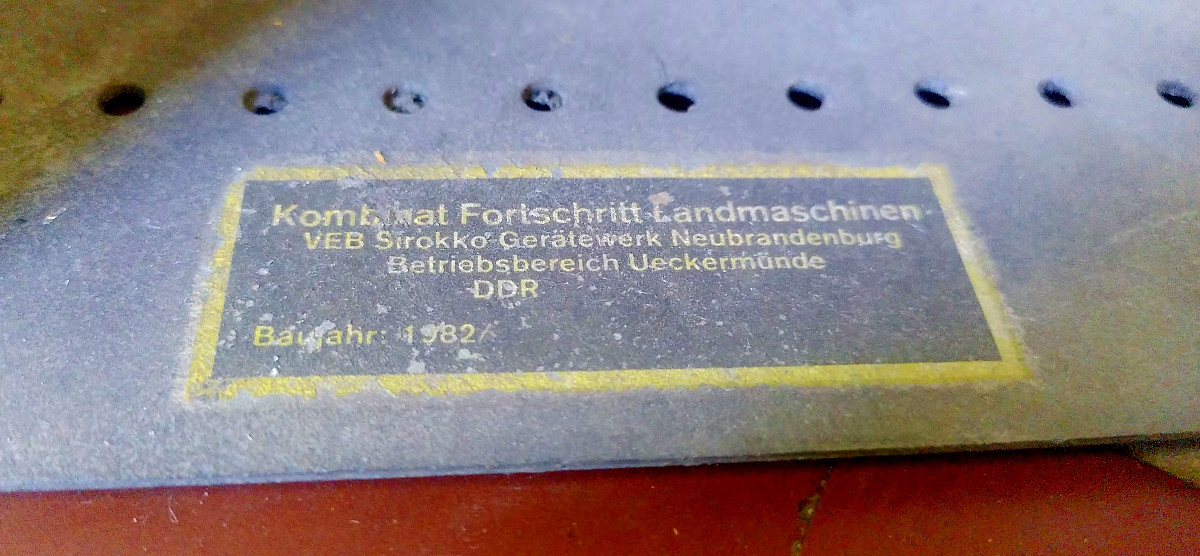 Kombinat Fortschritt Landmaschinen
VEB Sirokko Gerätewerk Neubrandenburg
Betriebsbereich Ueckermünde
DDR
Baujahr: 1982/